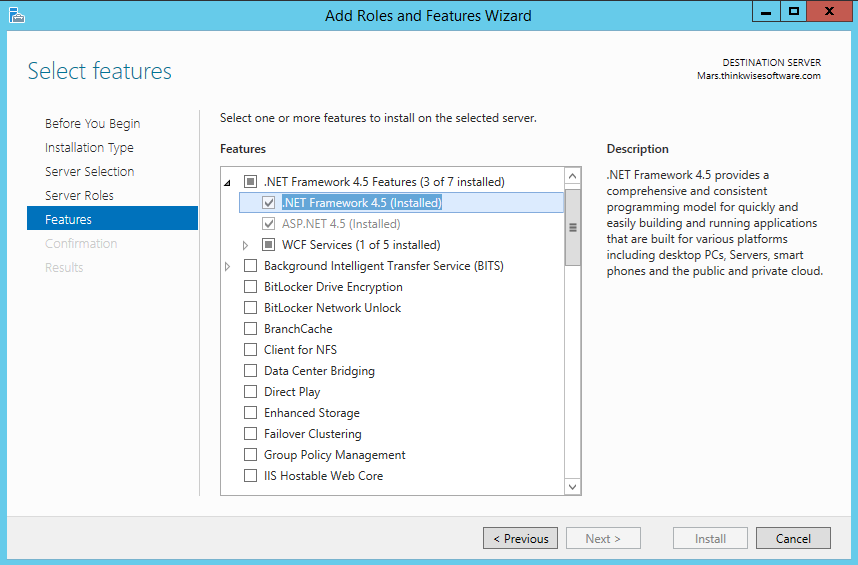 Add Roles and Features Wizard
Select features
DESTINATION SERVER
Mars.thinkwisesoftware.com
Before You Begin
Installation Type
Server Selection
Server Roles
Features
Confirmation
Results
Select one or more features to install on the selected server.
Features
.NET Framework 4.5 Features (3 of 7 installed)
.NET Framework 4.5 (Installed)
ASP.NET 4.5 (Installed)
WCF Services (1 of 5 installed)
Background Intelligent Transfer Service (BITS)
BitLocker Drive Encryption
BitLocker Network Unlock
BranchCache
Client for NFS
Data Center Bridging
Direct Play
Enhanced Storage
Failover Clustering
Group Policy Management
IIS Hostable Web Core
Description
.NET Framework 4.5 provides a
comprehensive and consistent
programming model for quickly and
easily building and running applications
that are built for various platforms
including desktop PCs, Servers, smart
phones and the public and private cloud.
< Previous
Next >
Install
Cancel